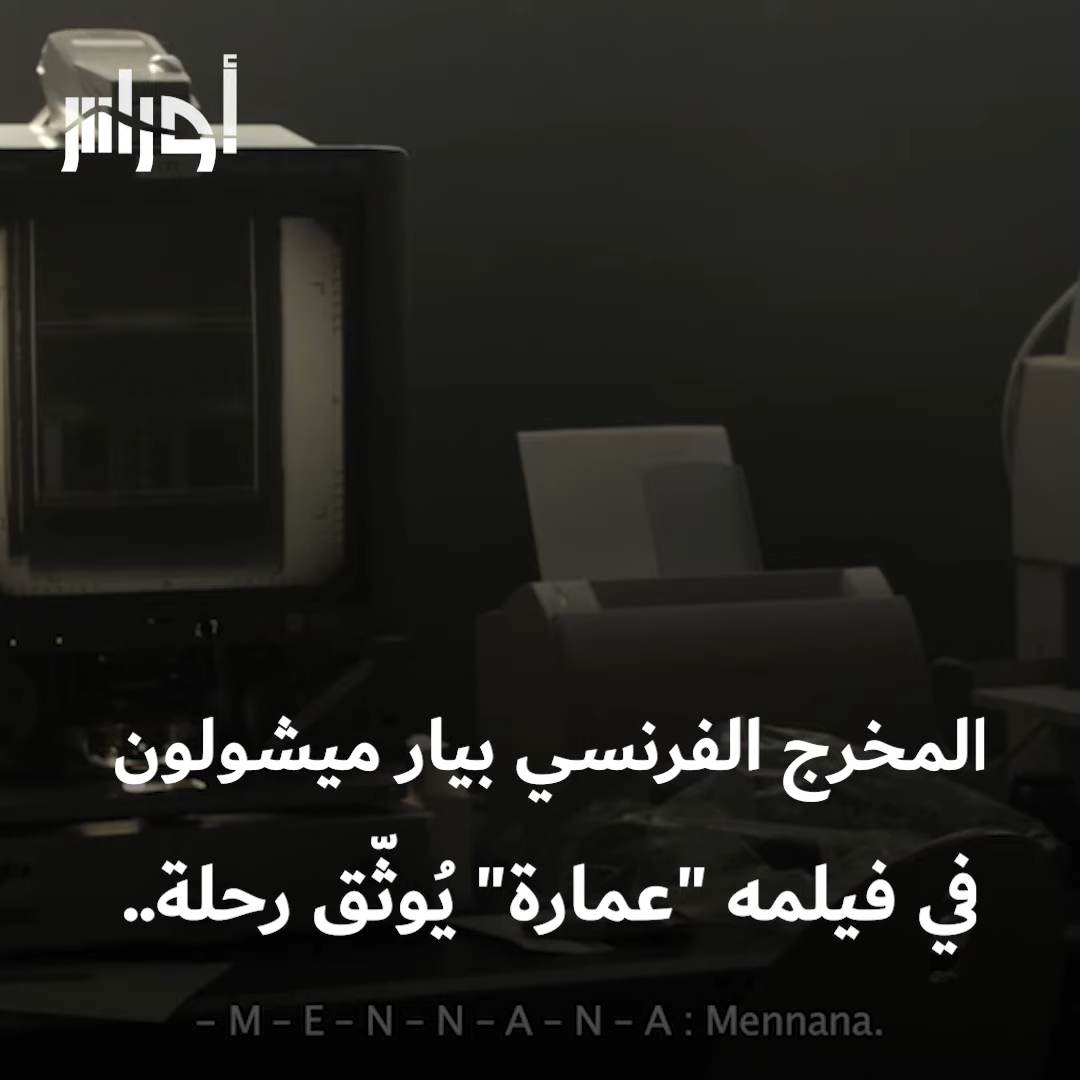 أوراس
المخرج الفرنسي بيار ميشولون
في فيلمه "عمارة" يُوثّق رحلة..
– M – E – N – N – A – N – A : Mennana.